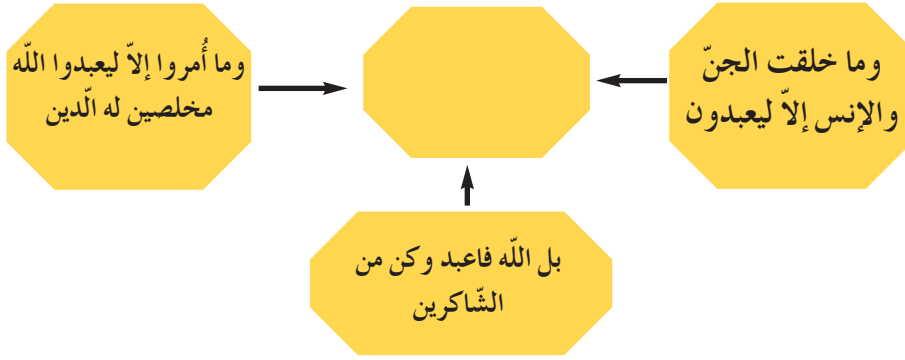 وما خلقت الجنّ
والإنس إلاّ ليعبدون
وما أُمروا إلاّ ليعبدوا اللّه
مخلصين له الّدين
بل اللّه فاعبد وكن من
الشّاكرين